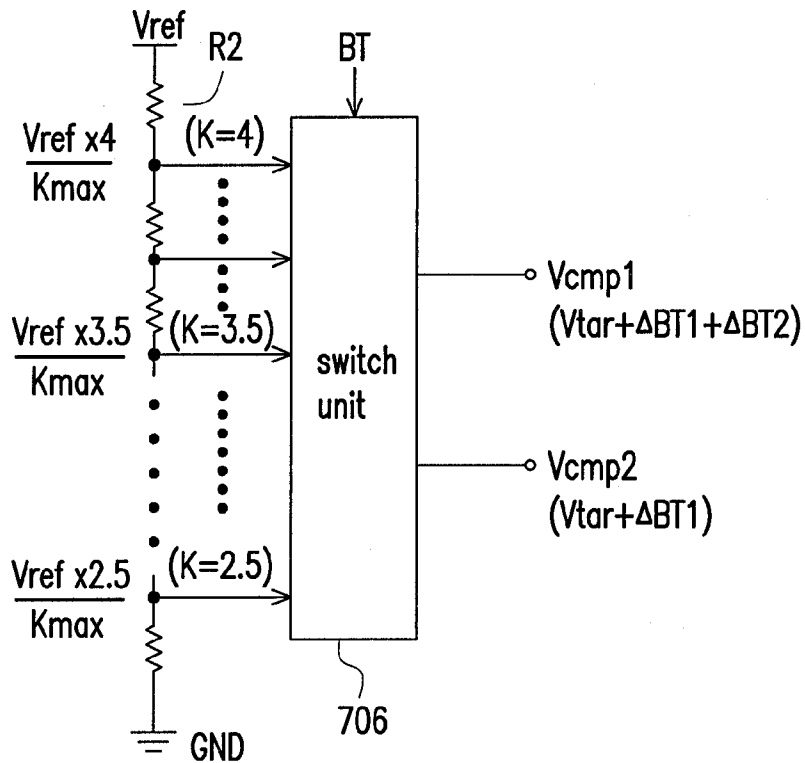 Vref
R2
BT
Vref x4
Kmax
(K=4)
Vref x3.5
Kmax
(K=3.5)
switch
unit
Vcmp1
(Vtar+ΔBT1+ΔBT2)
Vcmp2
(Vtar+ΔBT1)
Vref x2.5
Kmax
(K=2.5)
706
GND